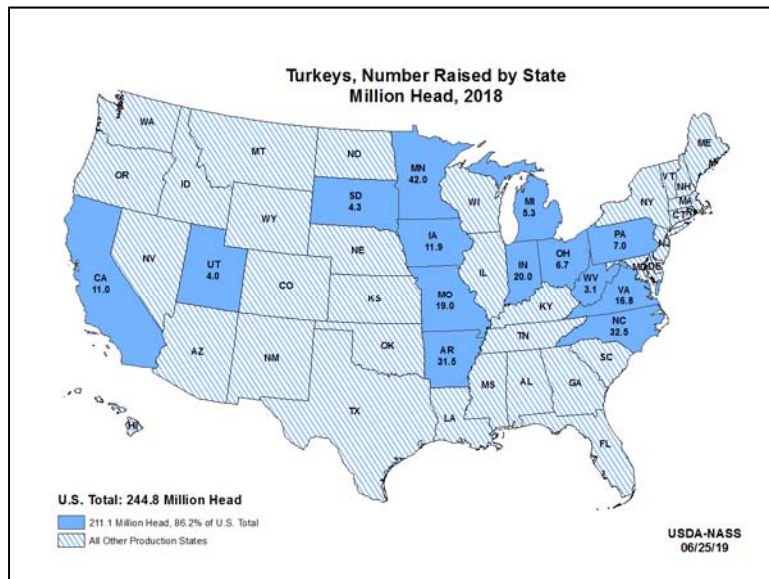 Turkeys, Number Raised by State
Million Head, 2018
WA
MT
ND
MN
42.0
ME
OR
ID
SD
4.3
WI
MI
5.3
VT
NH
NY
MA
CT
WY
IA
11.9
PA
7.0
NJ
NE
CA
11.0
NV
UT
4.0
CO
IL
IN
20.0
OH
6.7
MD
DE
WV
3.1
VA
16.8
KS
MO
19.0
KY
NC
32.5
AZ
NM
OK
AR
31.5
TN
SC
MS
AL
GA
TX
LA
FL
HI
U.S. Total: 244.8 Million Head
211.1 Million Head, 86.2% of U.S. Total
All Other Production States
USDA-NASS
06/25/19